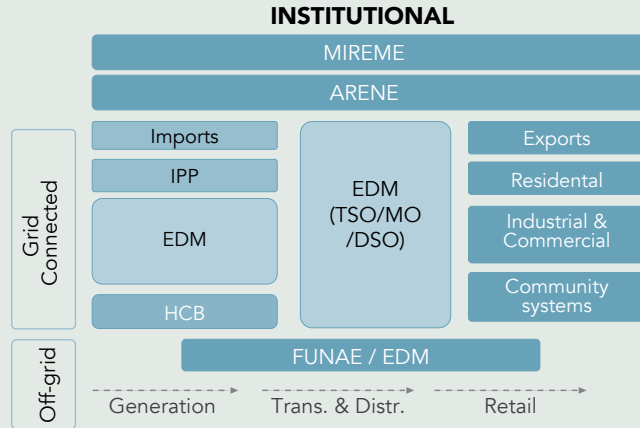 INSTITUTIONAL
MIREME
ARENE
Grid
Connected
Imports
IPP
EDM
HCB
EDM
(TSO/MO
/DSO)
Exports
Residental
Industrial &
Commercial
Community
systems
Off-grid
FUNAE / EDM
Generation
Trans. & Distr.
Retail